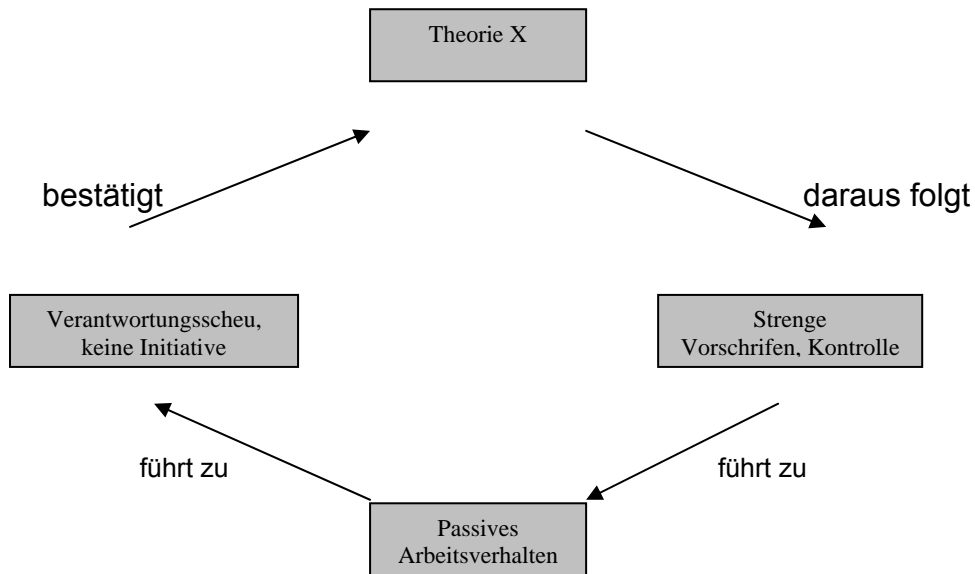 Theorie X
bestätigt
daraus folgt
Verantwortungsscheu,
keine Initiative
Strenge
Vorschrifen, Kontrolle
führt zu
führt zu
Passives
Arbeitsverhalten